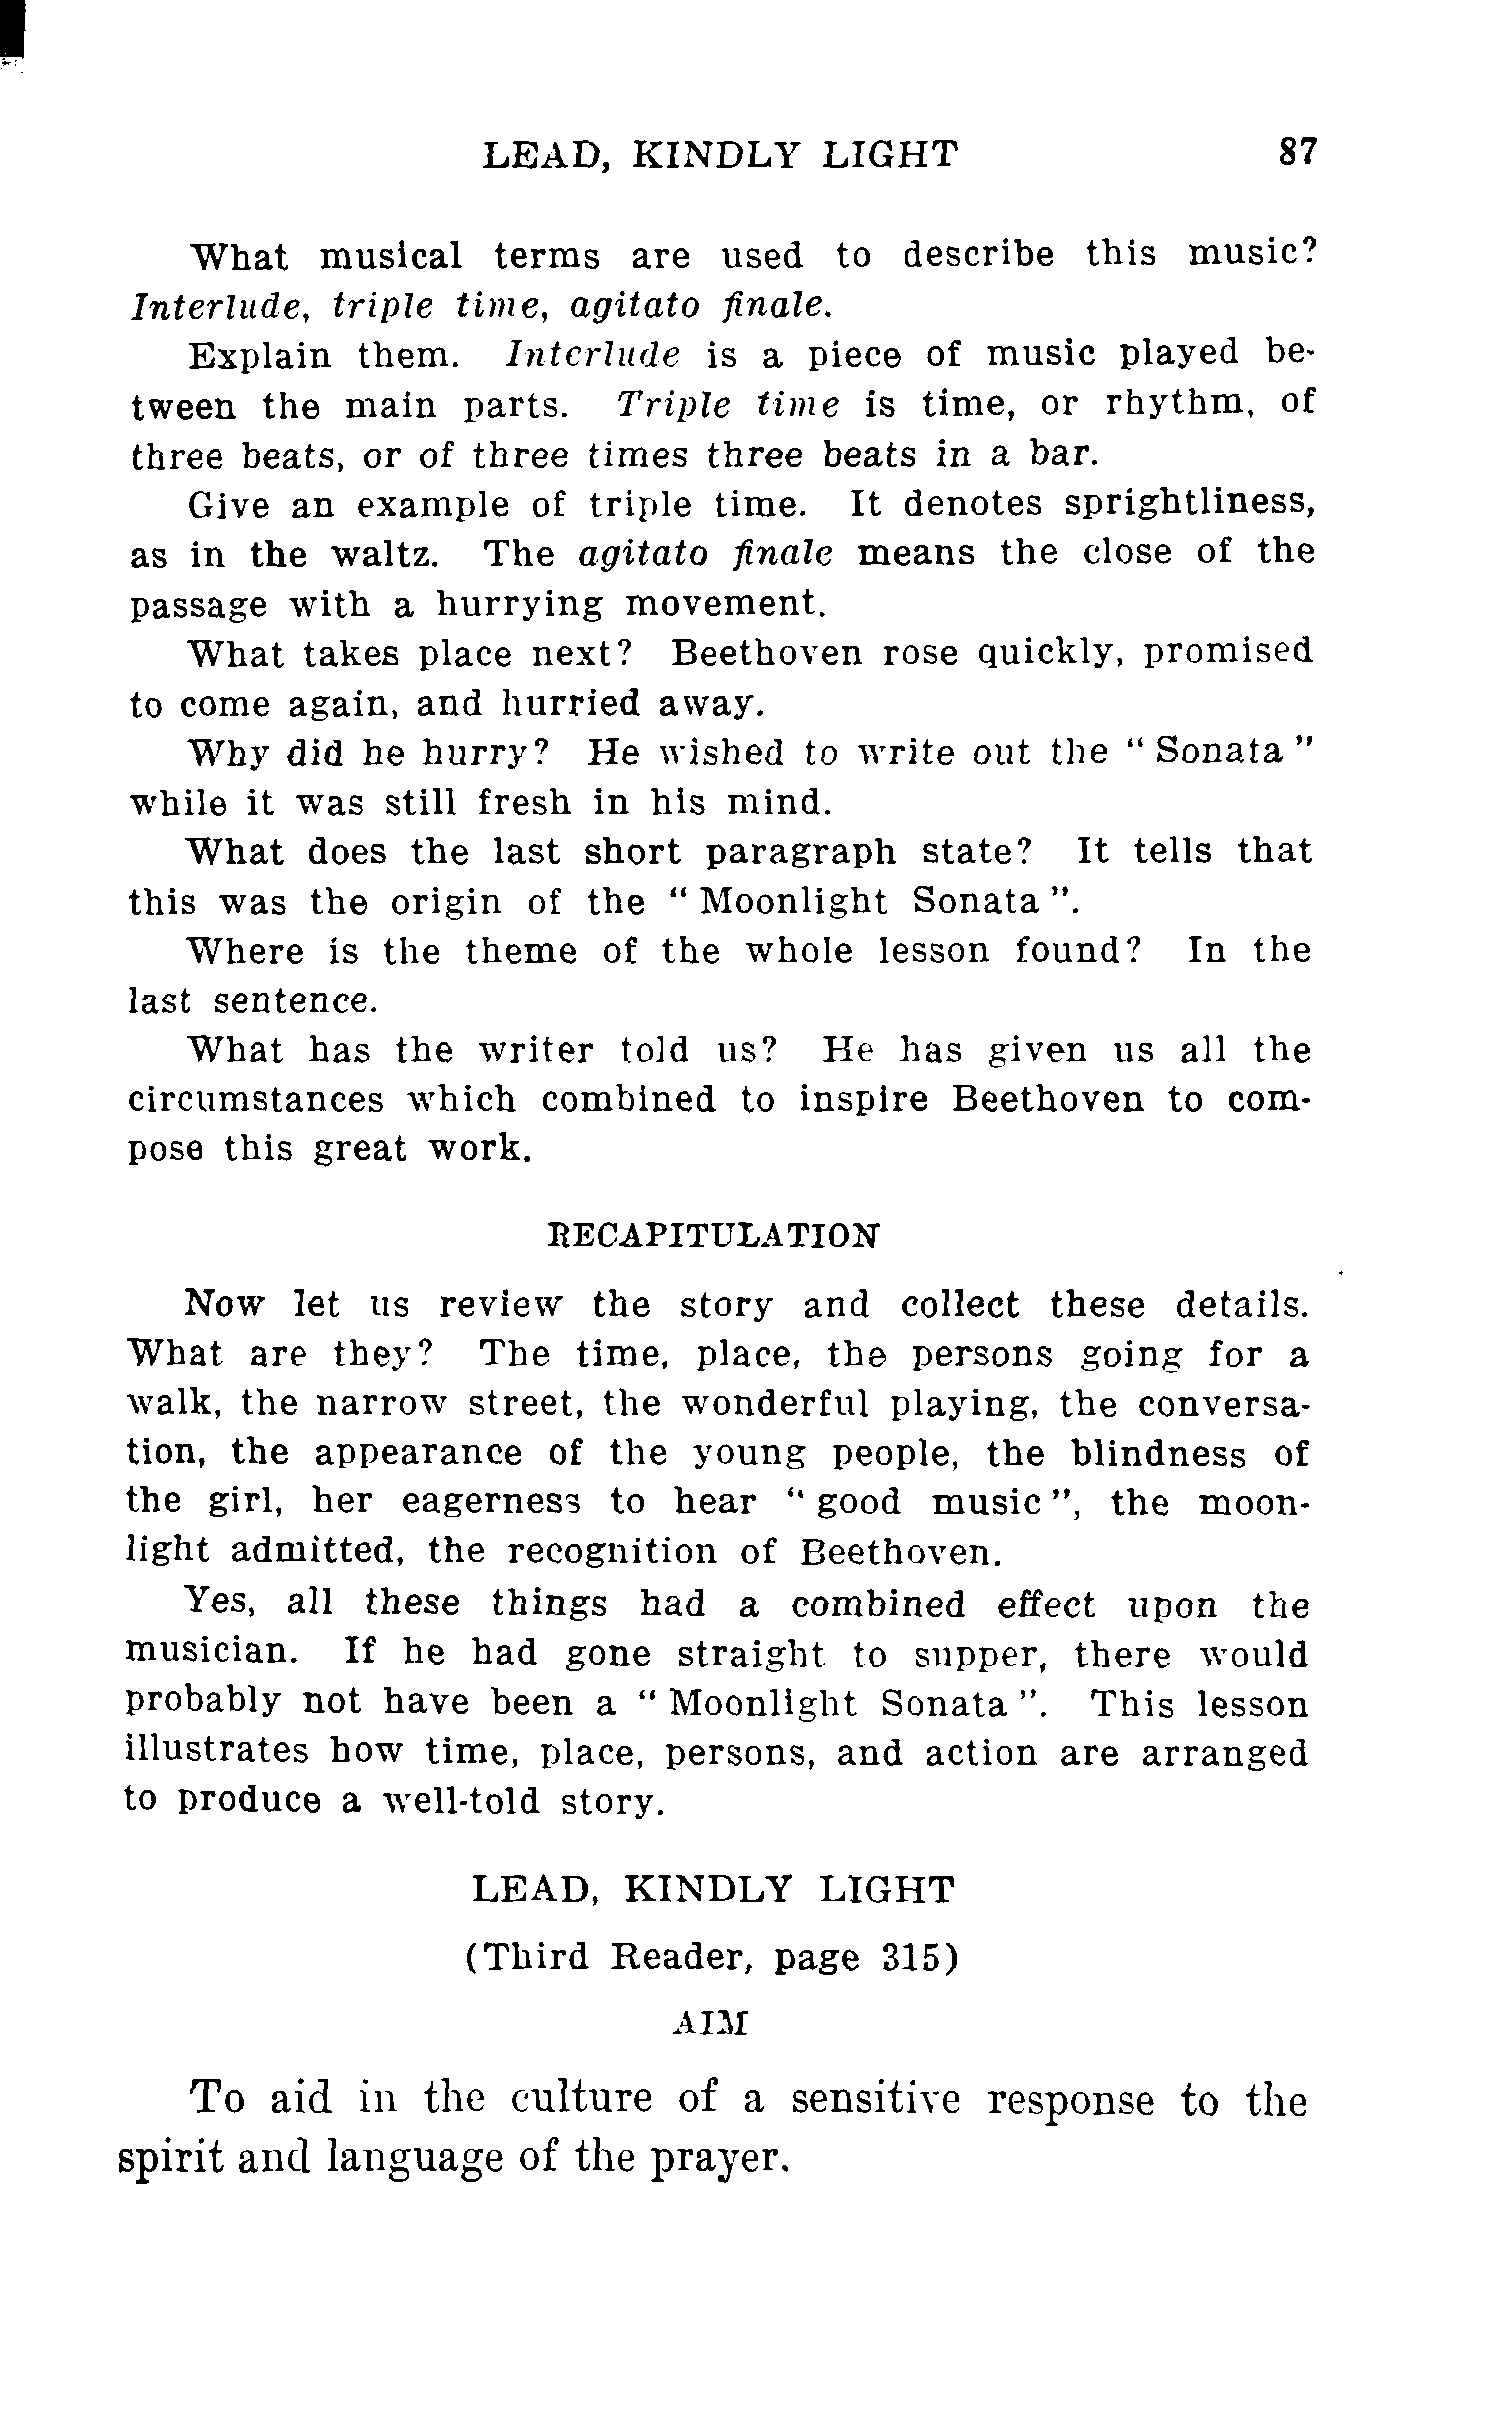 LEAD, KINDLY LIGHT 87
What musical terms are used to describe this music?
Interlude, triple time, agitato finale.
Explain them. Interlude is a piece of music played be-
tween the main parts. Triple time is time, or rhythm, of
three beats, or of three times three beats in a bar.
Give an example of triple time. It denotes sprightliness,
as in the waltz. The agitato finale means the close of the
passage with a hurrying movement.
What takes place next? Beethoven rose quickly, promised
to come again, and hurried away.
Why did he hurry? He wished to write out the " Sonata "
while it was still fresh in his mind.
What does the last short paragraph state? It tells that
this was the origin of the " Moonlight Sonata ".
Where is the theme of the whole lesson found? In the
last sentence.
What has the writer told us? He has given us all the
circumstances which combined to inspire Beethoven to com-
pose this great work.
RECAPITULATION
Now let us review the story and collect these details.
What are they? The time, place, the persons going for a
walk, the narrow street, the wonderful playing, the conversa-
tion, the appearance of the young people, the blindness of
the girl, her eagerness to hear " good music ", the moon-
light admitted, the recognition of Beethoven.
Yes, all these things had a combined effect upon the
musician. If he had gone straight to supper, there would
probably not have been a " Moonlight Sonata ". This lesson
illustrates how time, place, persons, and action are arranged
to produce a well-told story.
LEAD, KINDLY LIGHT
(Third Reader, page 315)
AIM
To aid in the culture of a sensitive response to the
spirit and language of the prayer.